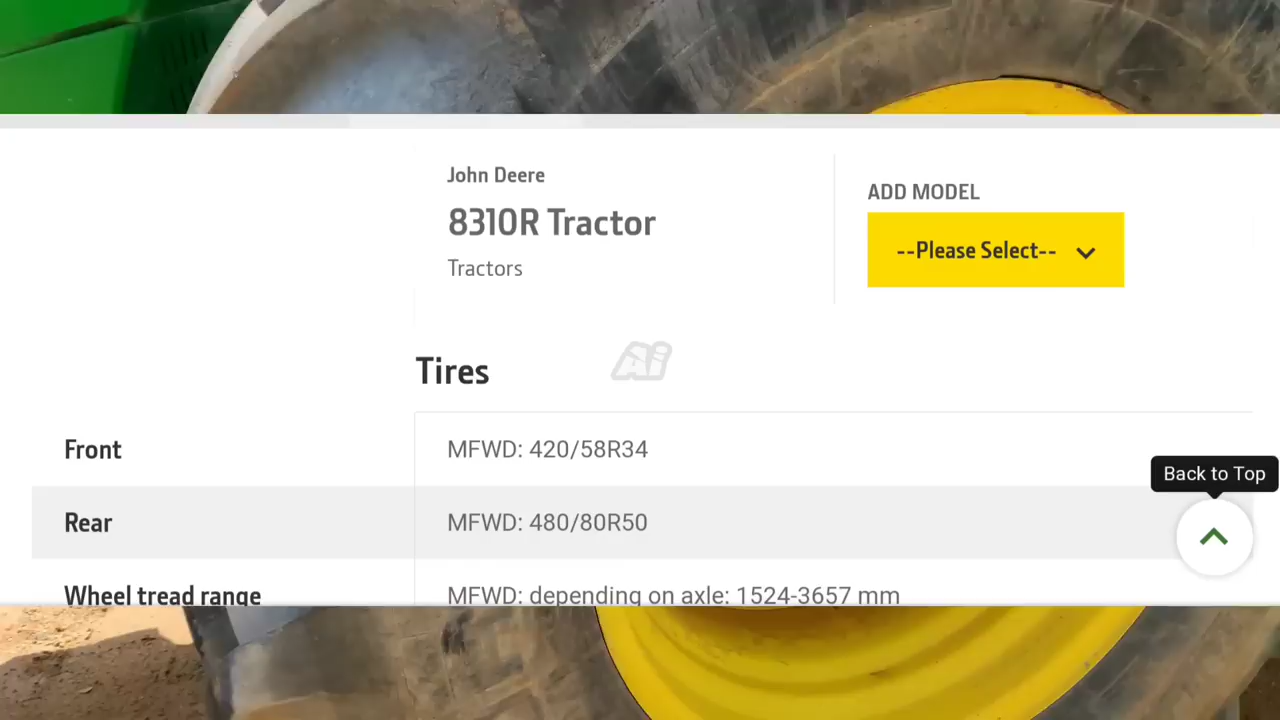 John Deere
8310R Tractor
Tractors
ADD MODEL
--Please Select--
Ai
Tires
Front
MFWD: 420/58R34
Back to Top
Rear
MFWD: 480/80R50
Wheel tread range
MFWD: depending on axle: 1524-3657 mm